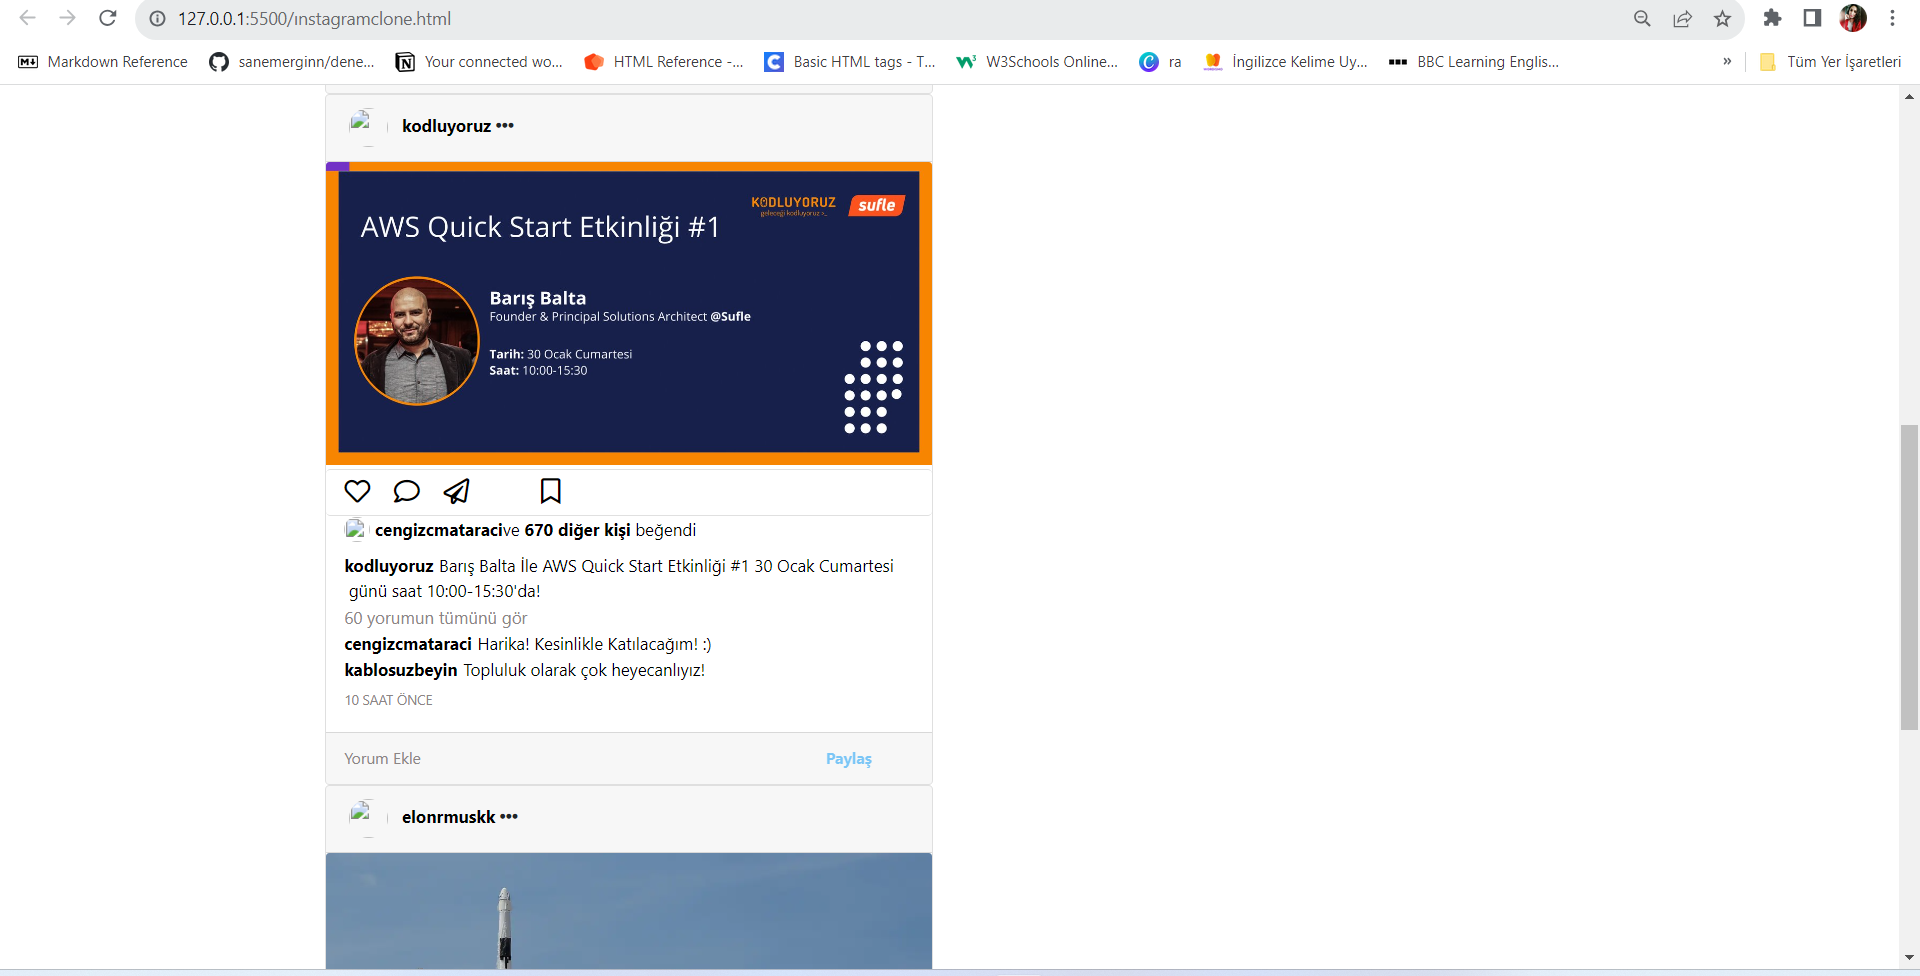 127.0.0.1:5500/ınstagramclone.html
Markdown Reference
sanemerginn/dene...
Your connected wo...
HTML Reference -...
Basic HTML tags - T...
W3Schools Online...
ra
İngilizce Kelime Uy...
BBC Learning Englis...
»
Tüm Yer İşaretleri
kodluyoruz •••
KODLUYORUZ
geleceği kodluyoruz >_
sufle
AWS Quick Start Etkinliği #1
Barış Balta
Founder & Principal Solutions Architect @Sufle
Tarih: 30 Ocak Cumartesi
Saat: 10:00-15:30
cengizcmataracive 670 diğer kişi beğendi
kodluyoruz Barış Balta İle AWS Quick Start Etkinliği #1 30 Ocak Cumartesi
günü saat 10:00-15:30'da!
60 yorumun tümünü gör
cengizcmataraci Harika! Kesinlikle Katılacağım! :)
kablosuzbeyin Topluluk olarak çok heyecanlıyız!
10 SAAT ÖNCE
Yorum Ekle
Paylaş
elonrmuskk •••